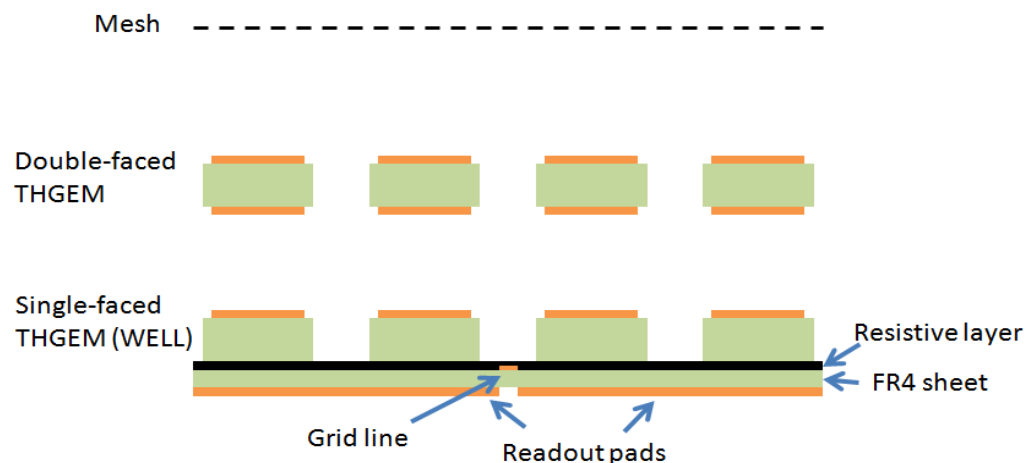 Mesh
Double-faced
THGEM
Single-faced
THGEM (WELL)
Resistive layer
FR4 sheet
Grid line
Readout pads